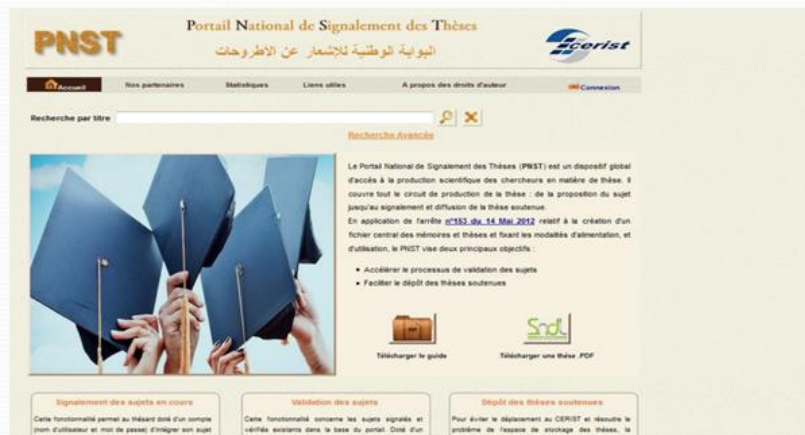 PNST
Portail National de Signalement des Thèses
البوابة الوطنية للإشعار عن الأطروحات
cerist
Accueil Nos partenaires Statistiques Liens utiles A propos des droits d'auteur Connexion
Recherche par titre
Recherche Avancée
Le Portail National de Signalement des Thèses (PNST) est un dispositif global
d'accès à la production scientifique des chercheurs en matière de thèse. Il
couvre tout le circuit de production de la thèse : de la proposition du sujet
jusqu'au signalement et diffusion de la thèse soutenue.
En application de l'arrête n°153 du 14 Mai 2012 relatif à la création d'un
fichier central des mémoires et thèses et fixant les modalités d'alimentation, et
d'utilisation, le PNST vise deux principaux objectifs :
Accélérer le processus de validation des sujets
Faciliter le dépôt des thèses soutenues
PDF
Sndl
Télécharger le guide
Télécharger une thèse .PDF
Signalement des sujets en cours
Cette fonctionnalité permet au thésard doté d'un compte
(nom d'utilisateur et mot de passe) d'intégrer son sujet
Validation des sujets
Cette fonctionnalité concerne les sujets signalés et
vérifiés existants dans la base du portail. Doté d'un
Dépôt des thèses soutenues
Pour éviter le déplacement au CERIST et résoudre le
problème de l'espace de stockage des thèses, la